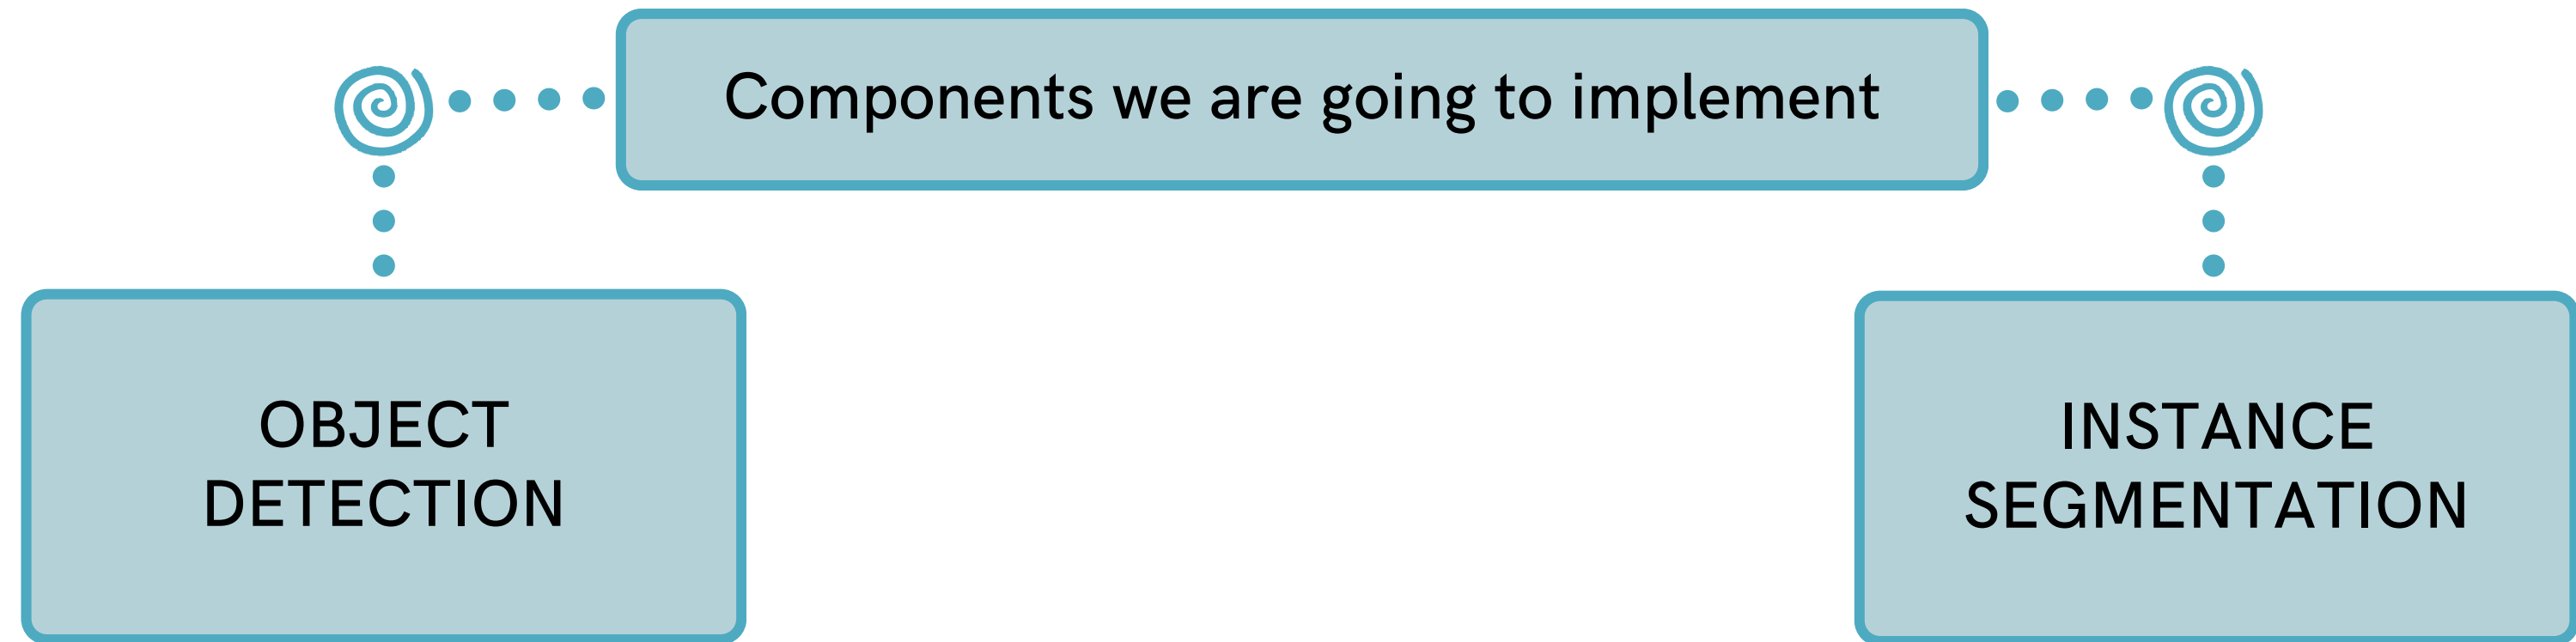 Components we are going to implement
OBJECT
DETECTION
INSTANCE
SEGMENTATION